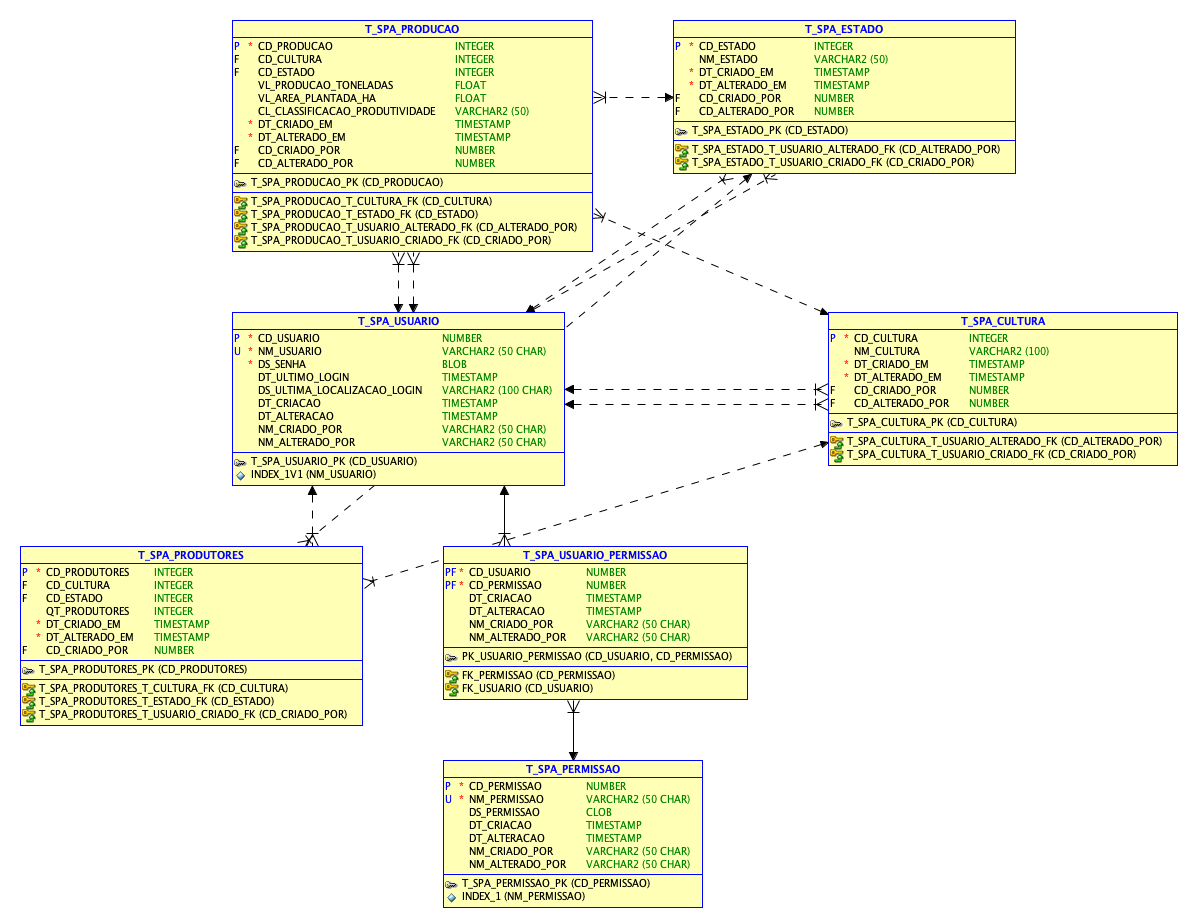 T_SPA_PRODUCAO
P * CD_PRODUCAO INTEGER
F CD_CULTURA INTEGER
F CD_ESTADO INTEGER
VL_PRODUCAO_TONELADAS FLOAT
VL_AREA_PLANTADA_HA FLOAT
CL_CLASSIFICACAO_PRODUTIVIDADE VARCHAR2 (50)
* DT_CRIADO_EM TIMESTAMP
* DT_ALTERADO_EM TIMESTAMP
F CD_CRIADO_POR NUMBER
F CD_ALTERADO_POR NUMBER
T_SPA_PRODUCAO_PK (CD_PRODUCAO)
T_SPA_PRODUCAO_T_CULTURA_FK (CD_CULTURA)
T_SPA_PRODUCAO_T_ESTADO_FK (CD_ESTADO)
T_SPA_PRODUCAO_T_USUARIO_ALTERADO_FK (CD_ALTERADO_POR)
T_SPA_PRODUCAO_T_USUARIO_CRIADO_FK (CD_CRIADO_POR)
T_SPA_ESTADO
P * CD_ESTADO INTEGER
NM_ESTADO VARCHAR2 (50)
* DT_CRIADO_EM TIMESTAMP
* DT_ALTERADO_EM TIMESTAMP
F CD_CRIADO_POR NUMBER
F CD_ALTERADO_POR NUMBER
T_SPA_ESTADO_PK (CD_ESTADO)
T_SPA_ESTADO_T_USUARIO_ALTERADO_FK (CD_ALTERADO_POR)
T_SPA_ESTADO_T_USUARIO_CRIADO_FK (CD_CRIADO_POR)
T_SPA_USUARIO
P * CD_USUARIO NUMBER
U * NM_USUARIO VARCHAR2 (50 CHAR)
* DS_SENHA BLOB
DT_ULTIMO_LOGIN TIMESTAMP
DS_ULTIMA_LOCALIZACAO_LOGIN VARCHAR2 (100 CHAR)
DT_CRIACAO TIMESTAMP
DT_ALTERACAO TIMESTAMP
NM_CRIADO_POR VARCHAR2 (50 CHAR)
NM_ALTERADO_POR VARCHAR2 (50 CHAR)
T_SPA_USUARIO_PK (CD_USUARIO)
INDEX_1V1 (NM_USUARIO)
T_SPA_CULTURA
P * CD_CULTURA INTEGER
NM_CULTURA VARCHAR2 (100)
* DT_CRIADO_EM TIMESTAMP
* DT_ALTERADO_EM TIMESTAMP
F CD_CRIADO_POR NUMBER
F CD_ALTERADO_POR NUMBER
T_SPA_CULTURA_PK (CD_CULTURA)
T_SPA_CULTURA_T_USUARIO_ALTERADO_FK (CD_ALTERADO_POR)
T_SPA_CULTURA_T_USUARIO_CRIADO_FK (CD_CRIADO_POR)
T_SPA_PRODUTORES
P * CD_PRODUTORES INTEGER
F CD_CULTURA INTEGER
F CD_ESTADO INTEGER
QT_PRODUTORES INTEGER
* DT_CRIADO_EM TIMESTAMP
* DT_ALTERADO_EM TIMESTAMP
F CD_CRIADO_POR NUMBER
T_SPA_PRODUTORES_PK (CD_PRODUTORES)
T_SPA_PRODUTORES_T_CULTURA_FK (CD_CULTURA)
T_SPA_PRODUTORES_T_ESTADO_FK (CD_ESTADO)
T_SPA_PRODUTORES_T_USUARIO_CRIADO_FK (CD_CRIADO_POR)
T_SPA_USUARIO_PERMISSAO
PF * CD_USUARIO NUMBER
PF * CD_PERMISSAO NUMBER
DT_CRIACAO TIMESTAMP
DT_ALTERACAO TIMESTAMP
NM_CRIADO_POR VARCHAR2 (50 CHAR)
NM_ALTERADO_POR VARCHAR2 (50 CHAR)
PK_USUARIO_PERMISSAO (CD_USUARIO, CD_PERMISSAO)
FK_PERMISSAO (CD_PERMISSAO)
FK_USUARIO (CD_USUARIO)
T_SPA_PERMISSAO
P * CD_PERMISSAO NUMBER
U * NM_PERMISSAO VARCHAR2 (50 CHAR)
DS_PERMISSAO CLOB
DT_CRIACAO TIMESTAMP
DT_ALTERACAO TIMESTAMP
NM_CRIADO_POR VARCHAR2 (50 CHAR)
NM_ALTERADO_POR VARCHAR2 (50 CHAR)
T_SPA_PERMISSAO_PK (CD_PERMISSAO)
INDEX_1 (NM_PERMISSAO)